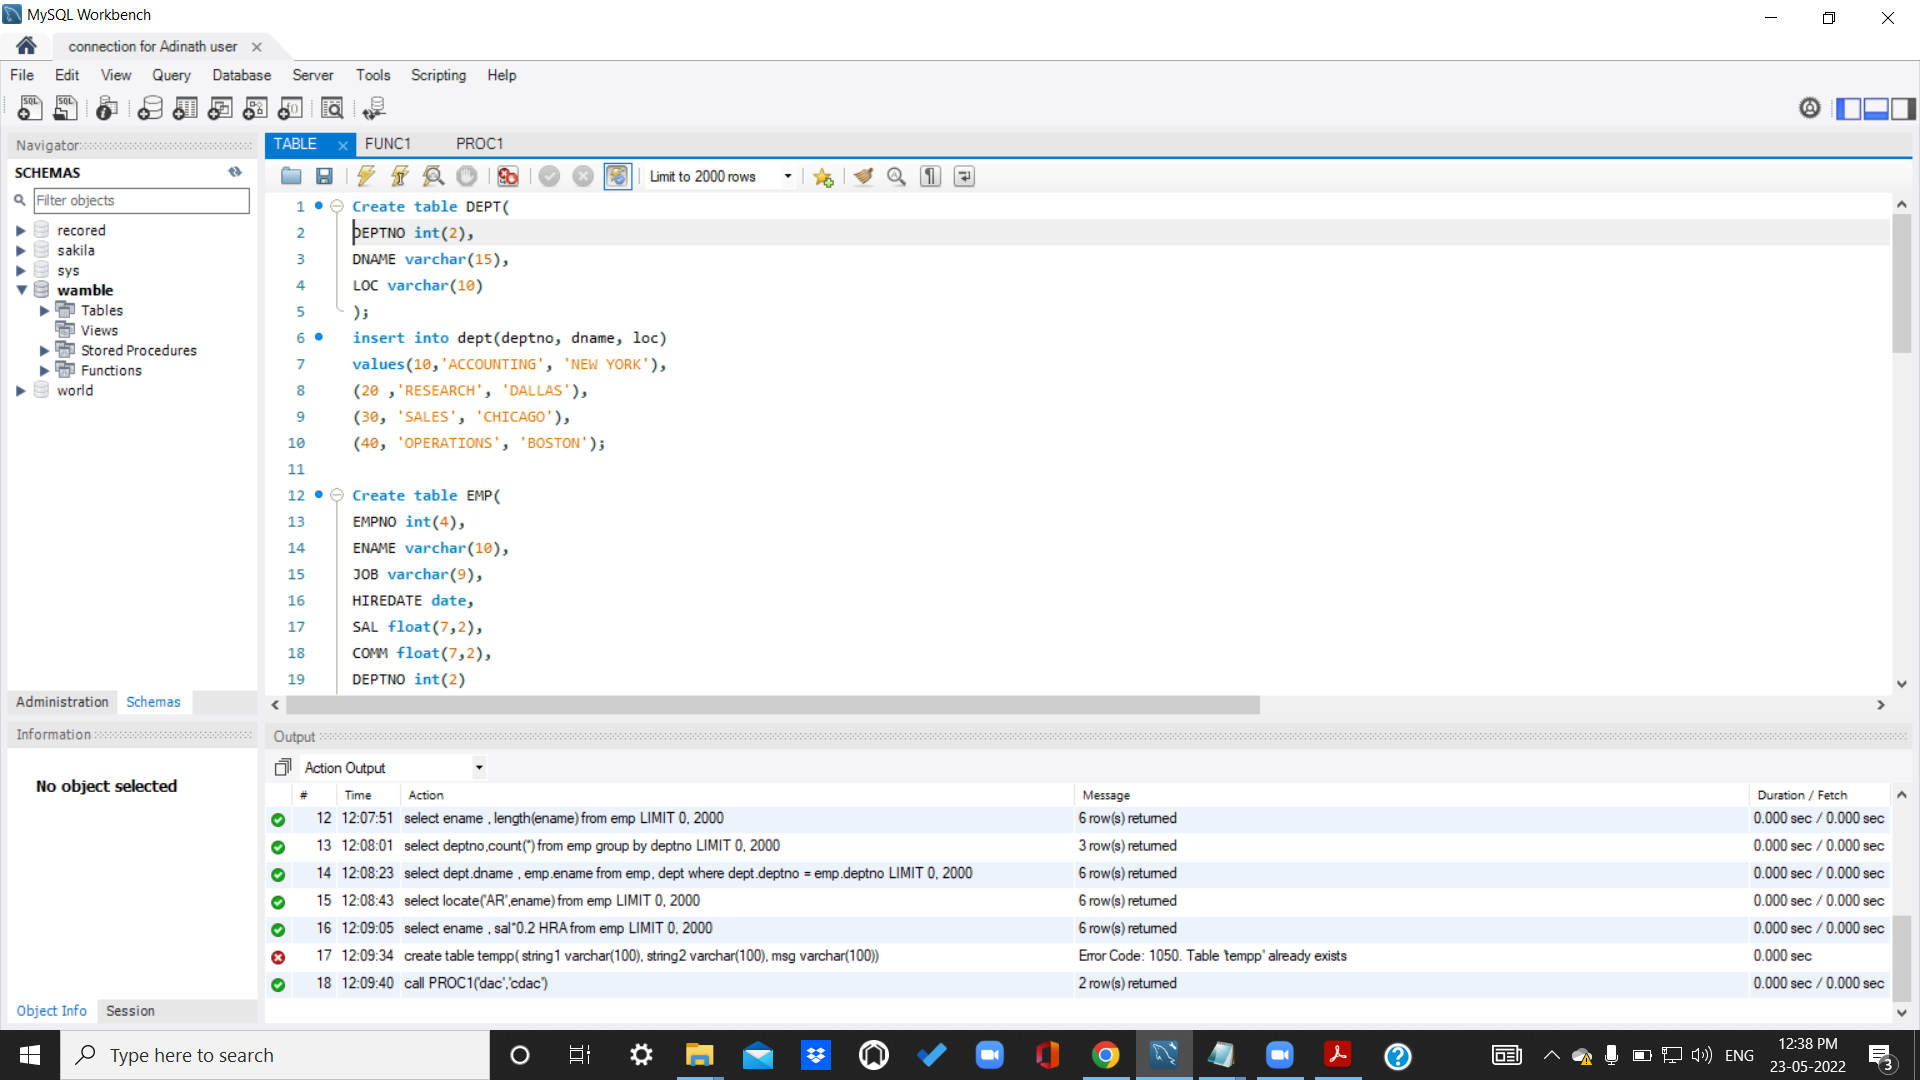 MySQL Workbench
connection for Adinath user
File Edit View Query Database Server Tools Scripting Help
Navigator
SCHEMAS
Filter objects
recored
sakila
sys
wamble
Tables
Views
Stored Procedures
Functions
world
Administration Schemas
Information
No object selected
Object Info Session
TABLE FUNC1 PROC1
Limit to 2000 rows
1 Create table DEPT(
2 DEPTNO int(2),
3 DNAME varchar(15),
4 LOC varchar(10)
5 );
6 insert into dept(deptno, dname, loc)
7 values(10,'ACCOUNTING', 'NEW YORK'),
8 (20 ,'RESEARCH', 'DALLAS'),
9 (30, 'SALES', 'CHICAGO'),
10 (40, 'OPERATIONS', 'BOSTON');
11
12 Create table EMP(
13 EMPNO int(4),
14 ENAME varchar(10),
15 JOB varchar(9),
16 HIREDATE date,
17 SAL float(7,2),
18 COMM float(7,2),
19 DEPTNO int(2)
Output
Action Output
# Time Action Message Duration / Fetch
12 12:07:51 select ename , length(ename) from emp LIMIT 0, 2000 6 row(s) returned 0.000 sec / 0.000 sec
13 12:08:01 select deptno,count(*) from emp group by deptno LIMIT 0, 2000 3 row(s) returned 0.000 sec / 0.000 sec
14 12:08:23 select dept.dname , emp.ename from emp, dept where dept.deptno = emp.deptno LIMIT 0, 2000 6 row(s) returned 0.000 sec / 0.000 sec
15 12:08:43 select locate('AR',ename) from emp LIMIT 0, 2000 6 row(s) returned 0.000 sec / 0.000 sec
16 12:09:05 select ename , sal*0.2 HRA from emp LIMIT 0, 2000 6 row(s) returned 0.000 sec / 0.000 sec
17 12:09:34 create table tempp( string1 varchar(100), string2 varchar(100), msg varchar(100)) Error Code: 1050. Table 'tempp' already exists 0.000 sec
18 12:09:40 call PROC1('dac','cdac') 2 row(s) returned 0.000 sec / 0.000 sec
Type here to search
ENG
12:38 PM
23-05-2022
3